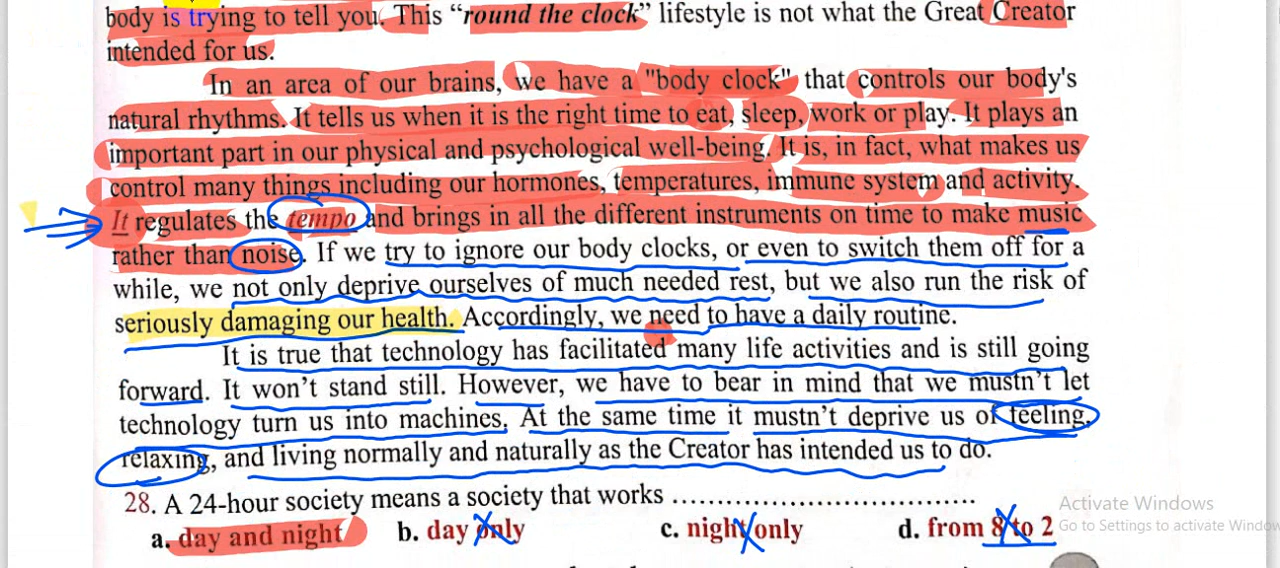 body is trying to tell you. This “round the clock” lifestyle is not what the Great Creator
intended for us.
In an area of our brains, we have a "body clock" that controls our body's
natural rhythms. It tells us when it is the right time to eat, sleep, work or play. It plays an
important part in our physical and psychological well-being. It is, in fact, what makes us
control many things including our hormones, temperatures, immune system and activity.
It regulates the tempo and brings in all the different instruments on time to make music
rather than noise. If we try to ignore our body clocks, or even to switch them off for a
while, we not only deprive ourselves of much needed rest, but we also run the risk of
seriously damaging our health. Accordingly, we need to have a daily routine.
It is true that technology has facilitated many life activities and is still going
forward. It won’t stand still. However, we have to bear in mind that we mustn’t let
technology turn us into machines. At the same time it mustn’t deprive us of feeling,
relaxing, and living normally and naturally as the Creator has intended us to do.
28. A 24-hour society means a society that works ....................................
a. day and night b. day only c. night only d. from 8 to 2
Activate Windows
Go to Settings to activate Window